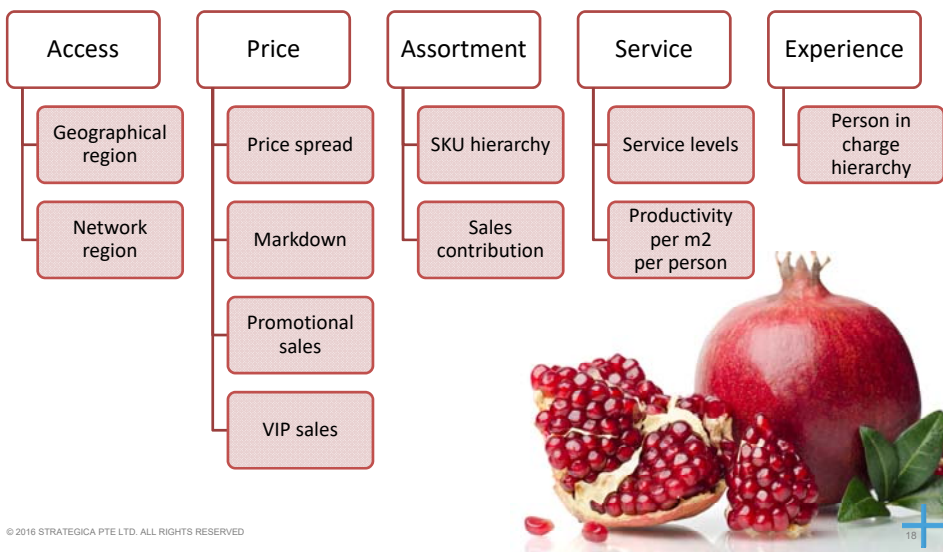 Access
Geographical
region
Network
region
Price
Price spread
Markdown
Promotional
sales
VIP sales
Assortment
SKU hierarchy
Sales
contribution
Service
Service levels
Productivity
per m2
per person
Experience
Person in
charge
hierarchy
© 2016 STRATEGICA PTE LTD. ALL RIGHTS RESERVED
18